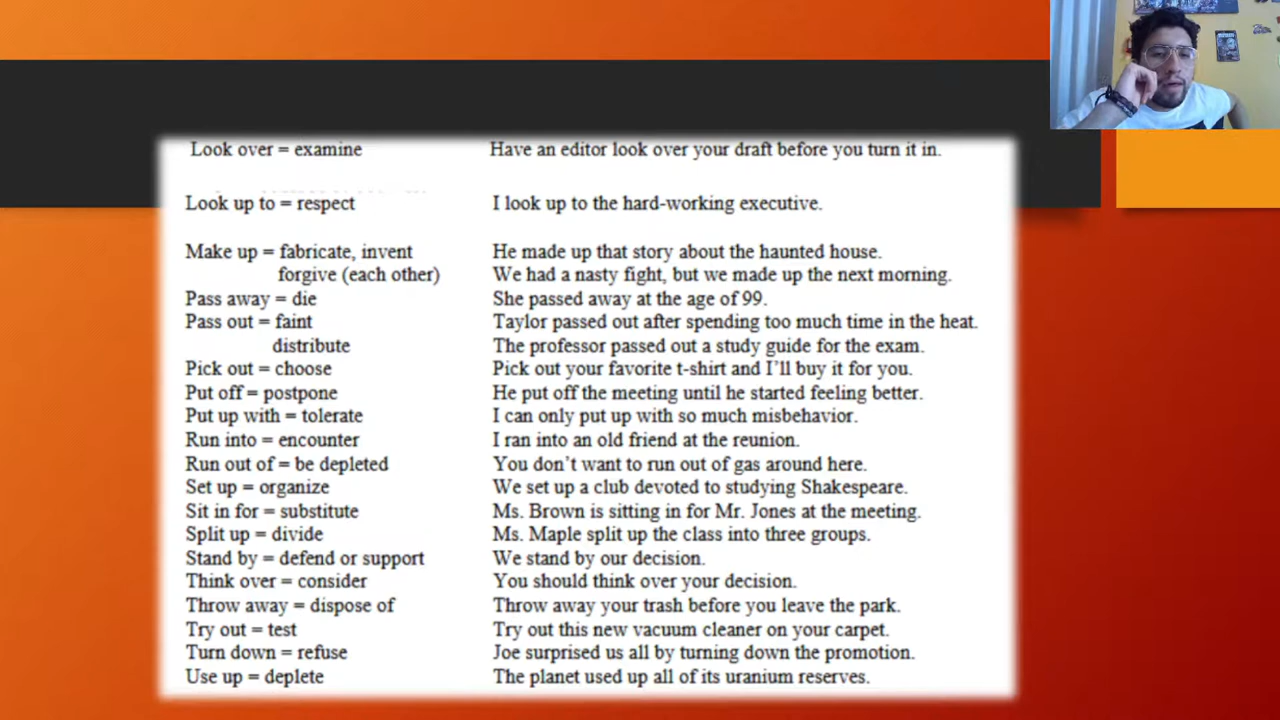 Look over = examine Have an editor look over your draft before you turn it in.
Look up to = respect I look up to the hard-working executive.
Make up = fabricate, invent He made up that story about the haunted house.
forgive (each other) We had a nasty fight, but we made up the next morning.
Pass away = die She passed away at the age of 99.
Pass out = faint Taylor passed out after spending too much time in the heat.
distribute The professor passed out a study guide for the exam.
Pick out = choose Pick out your favorite t-shirt and I'll buy it for you.
Put off = postpone He put off the meeting until he started feeling better.
Put up with = tolerate I can only put up with so much misbehavior.
Run into = encounter I ran into an old friend at the reunion.
Run out of = be depleted You don't want to run out of gas around here.
Set up = organize We set up a club devoted to studying Shakespeare.
Sit in for = substitute Ms. Brown is sitting in for Mr. Jones at the meeting.
Split up = divide Ms. Maple split up the class into three groups.
Stand by = defend or support We stand by our decision.
Think over = consider You should think over your decision.
Throw away = dispose of Throw away your trash before you leave the park.
Try out = test Try out this new vacuum cleaner on your carpet.
Turn down = refuse Joe surprised us all by turning down the promotion.
Use up = deplete The planet used up all of its uranium reserves.